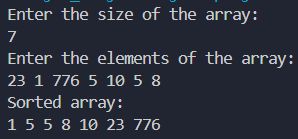 Enter the size of the array:
7
Enter the elements of the array:
23 1 776 5 10 5 8
Sorted array:
1 5 5 8 10 23 776